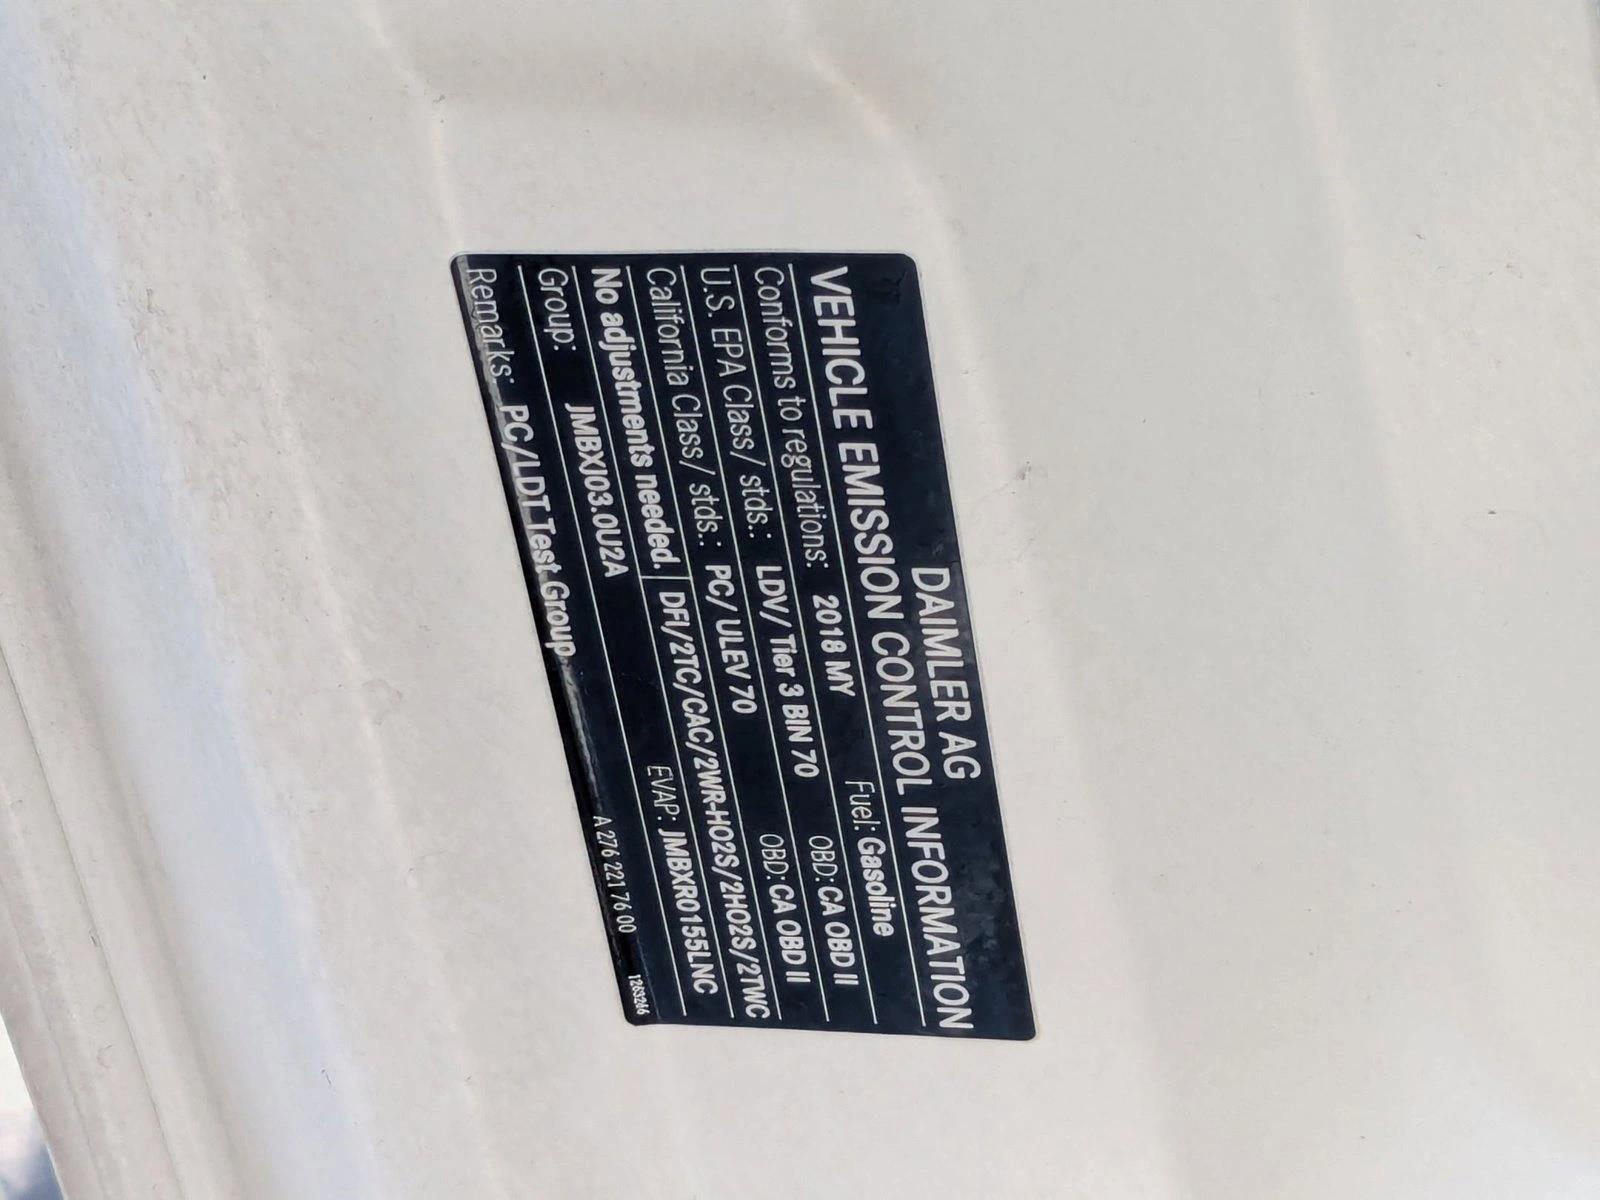 DAIMLER AG
VEHICLE EMISSION CONTROL INFORMATION
Conforms to regulations: 2018 MY Fuel: Gasoline
U.S. EPA Class/ stds.: LDV/ Tier 3 BIN 70 OBD: CA OBD II
California Class/ stds.: PC/ ULEV 70 OBD: CA OBD II
No adjustments needed. DFI/2TC/CAC/2WR-HO2S/2HO2S/2TWC
Group: JMBXJ03.0U2A EVAP: JMBXR0155LNC
Remarks: PC/LDT Test Group
A 276 221 76 00 1263266